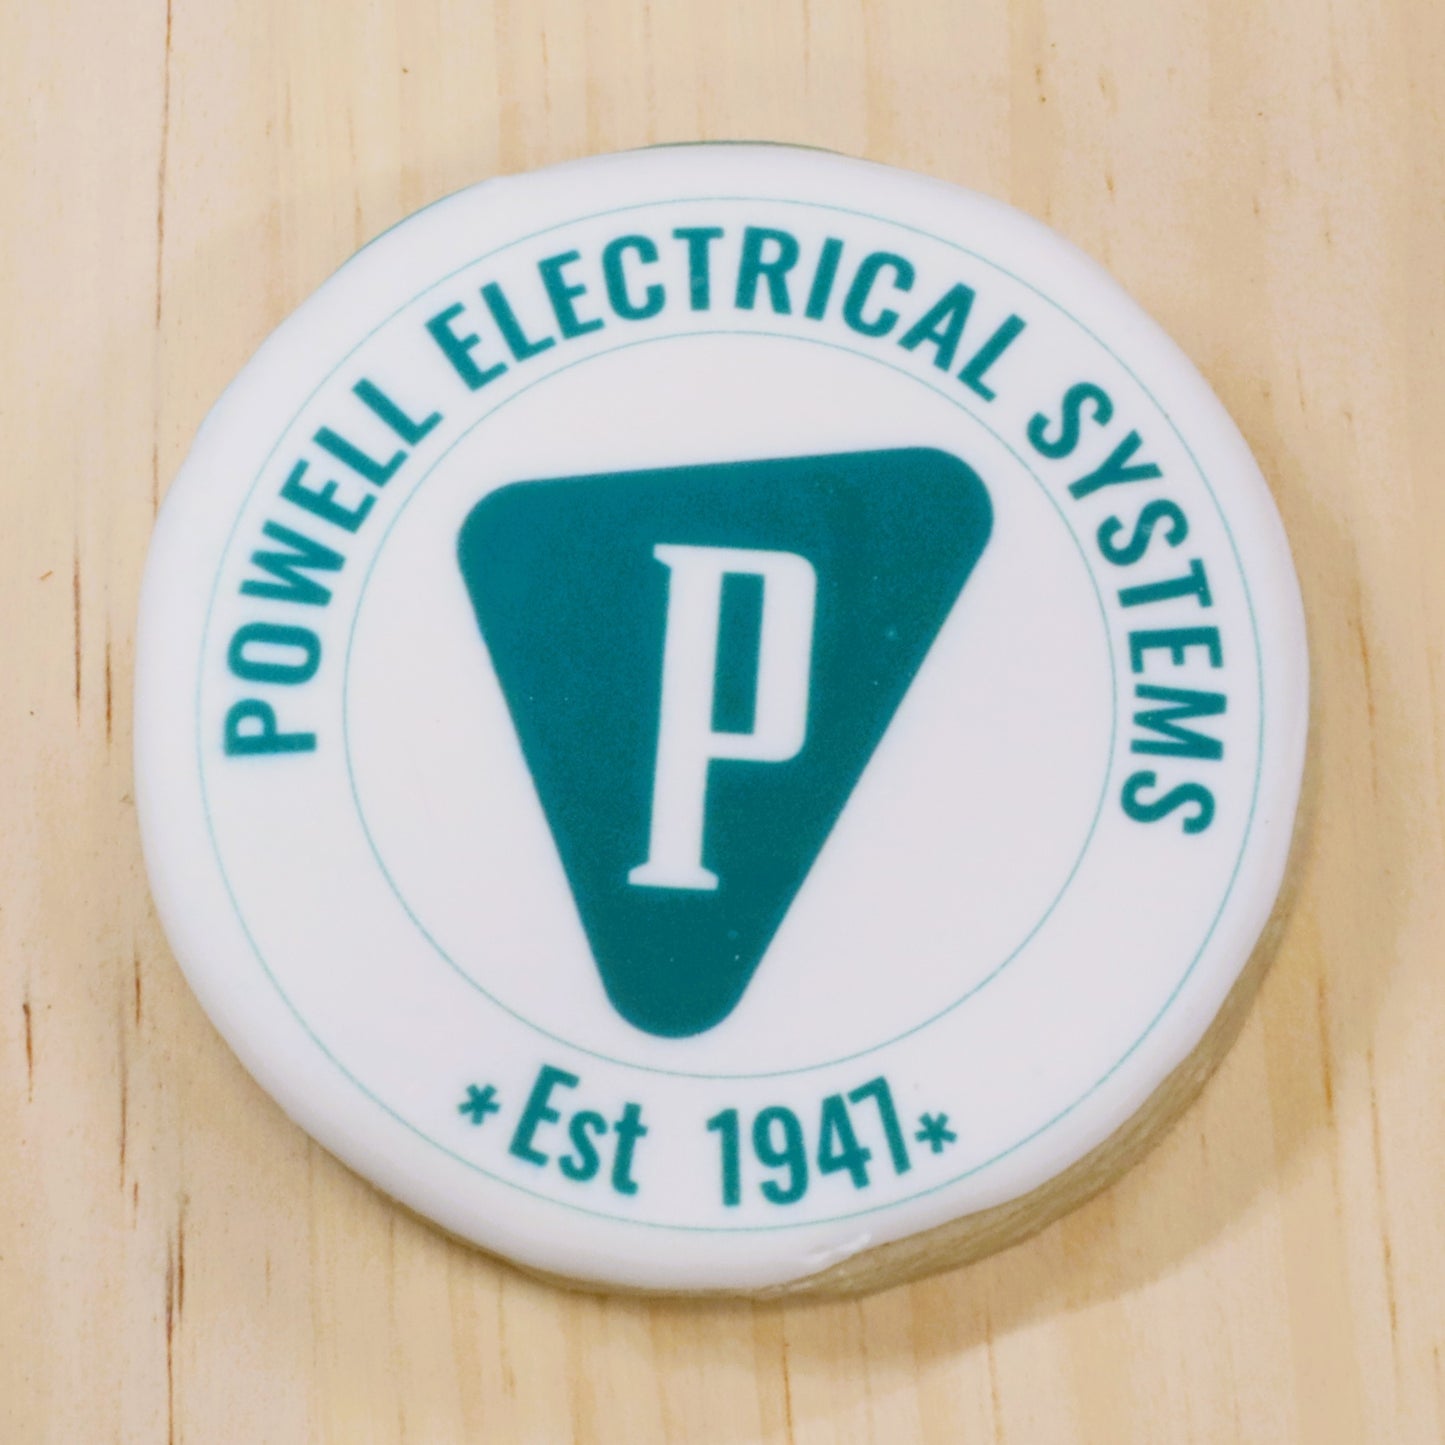 POWELL ELECTRICAL SYSTEMS
P
*Est 1947*